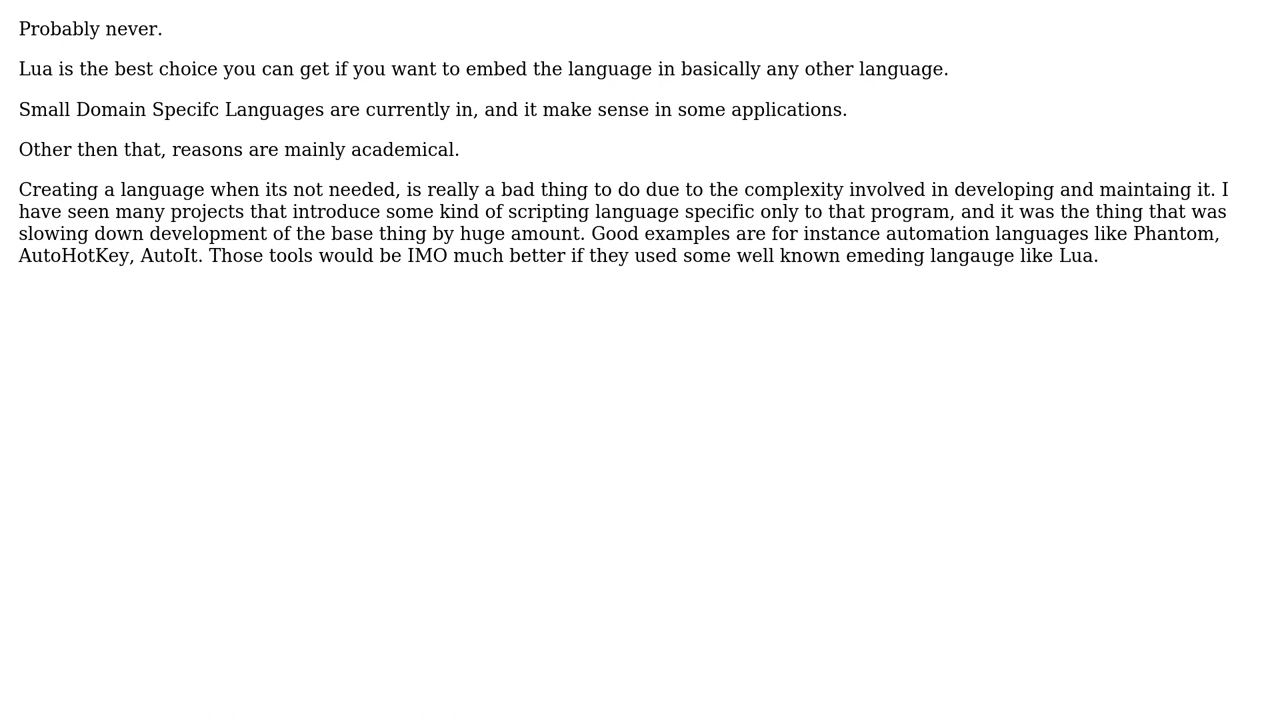 Probably never.
Lua is the best choice you can get if you want to embed the language in basically any other language.
Small Domain Specifc Languages are currently in, and it make sense in some applications.
Other then that, reasons are mainly academical.
Creating a language when its not needed, is really a bad thing to do due to the complexity involved in developing and maintaing it. I
have seen many projects that introduce some kind of scripting language specific only to that program, and it was the thing that was
slowing down development of the base thing by huge amount. Good examples are for instance automation languages like Phantom,
AutoHotKey, AutoIt. Those tools would be IMO much better if they used some well known emeding langauge like Lua.